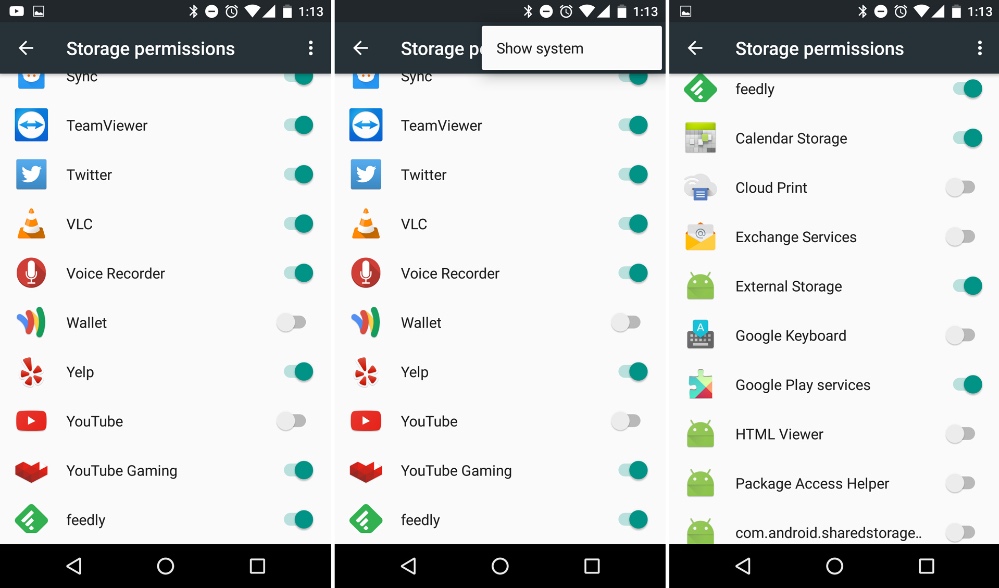 1:13
Storage permissions
Sync
TeamViewer
Twitter
VLC
Voice Recorder
Wallet
Yelp
YouTube
YouTube Gaming
feedly
1:13
Storage p
Show system
Sync
TeamViewer
Twitter
VLC
Voice Recorder
Wallet
Yelp
YouTube
YouTube Gaming
feedly
1:13
Storage permissions
feedly
Calendar Storage
Cloud Print
Exchange Services
External Storage
A
Google Keyboard
Google Play services
HTML Viewer
Package Access Helper
com.android.sharedstorage..